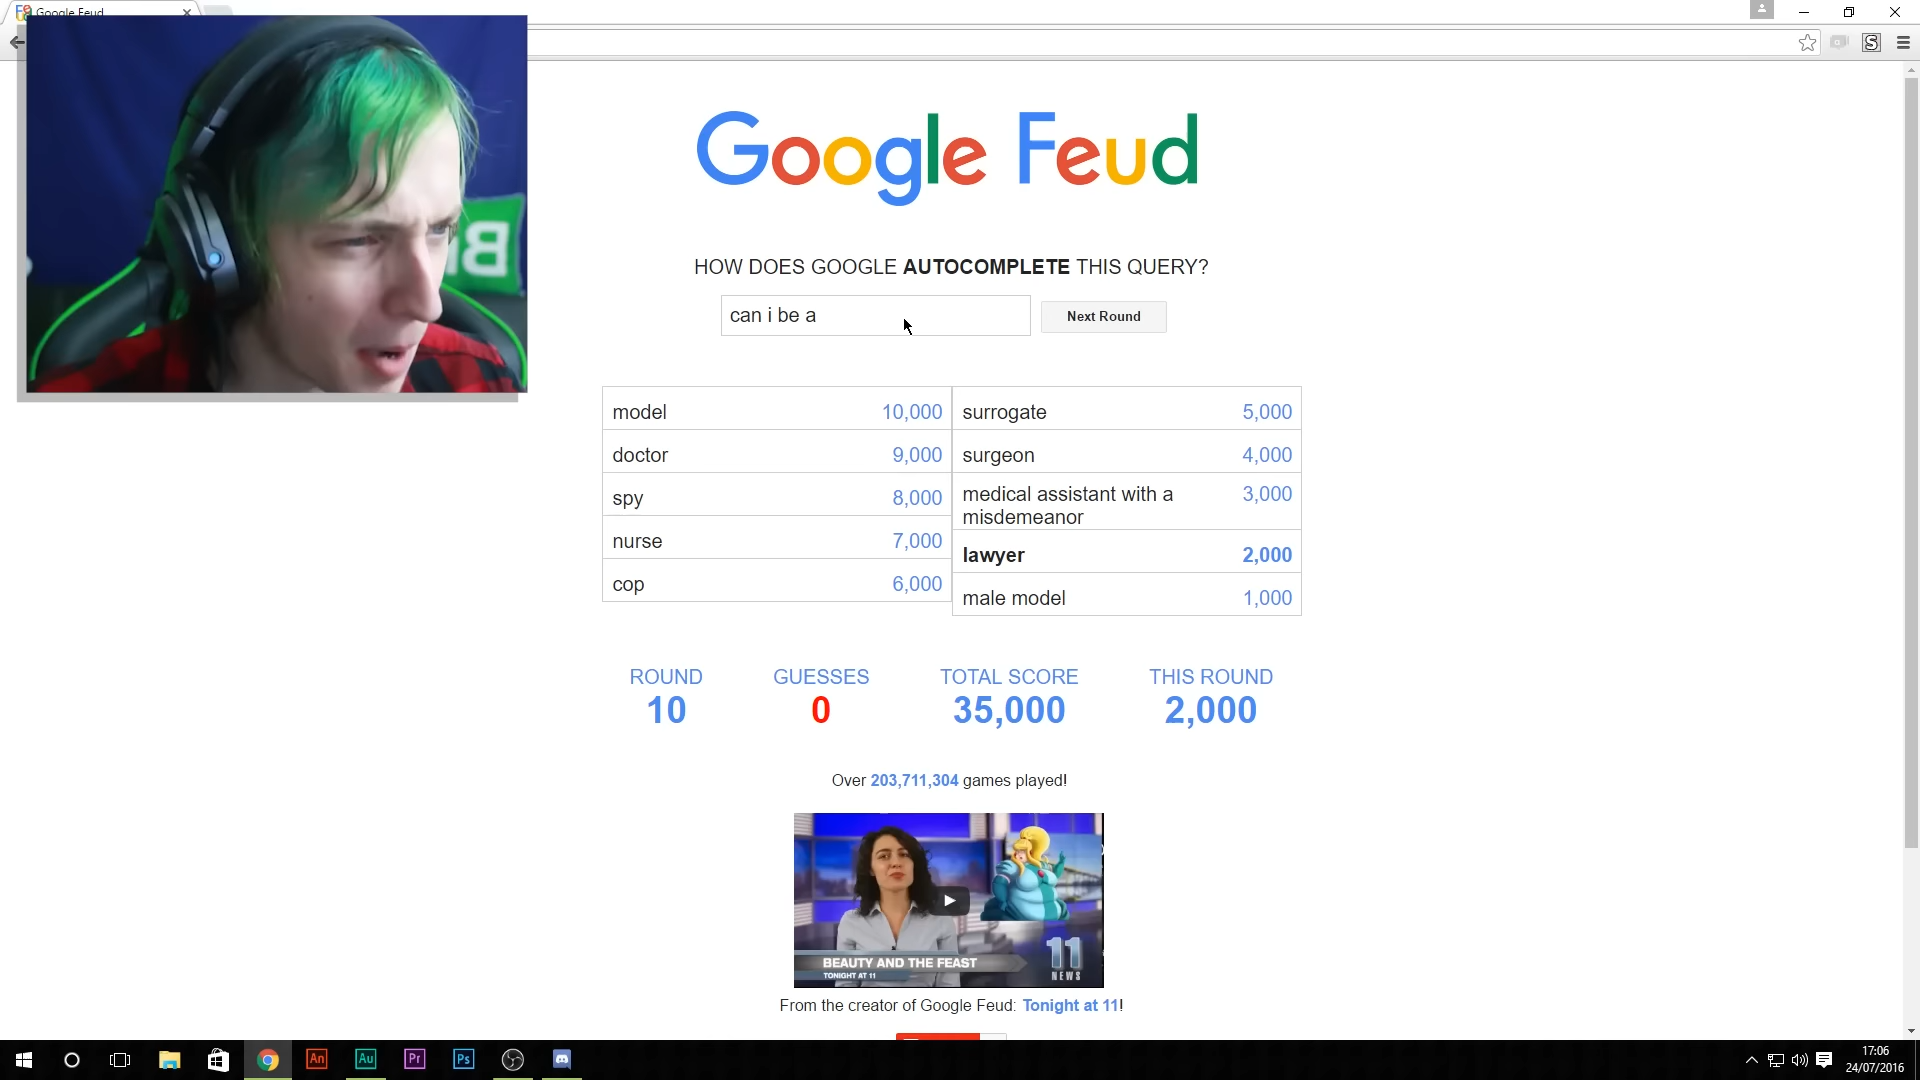 Google Feud
Google Feud
HOW DOES GOOGLE AUTOCOMPLETE THIS QUERY?
can i be a
Next Round
model 10,000
doctor 9,000
spy 8,000
nurse 7,000
cop 6,000
surrogate 5,000
surgeon 4,000
medical assistant with a 3,000
misdemeanor
lawyer 2,000
male model 1,000
ROUND GUESSES TOTAL SCORE THIS ROUND
10 0 35,000 2,000
Over 203,711,304 games played!
BEAUTY AND THE FEAST
TONIGHT AT 11
11
NEWS
From the creator of Google Feud: Tonight at 11!
An Au Pr Ps
17:06
24/07/2016